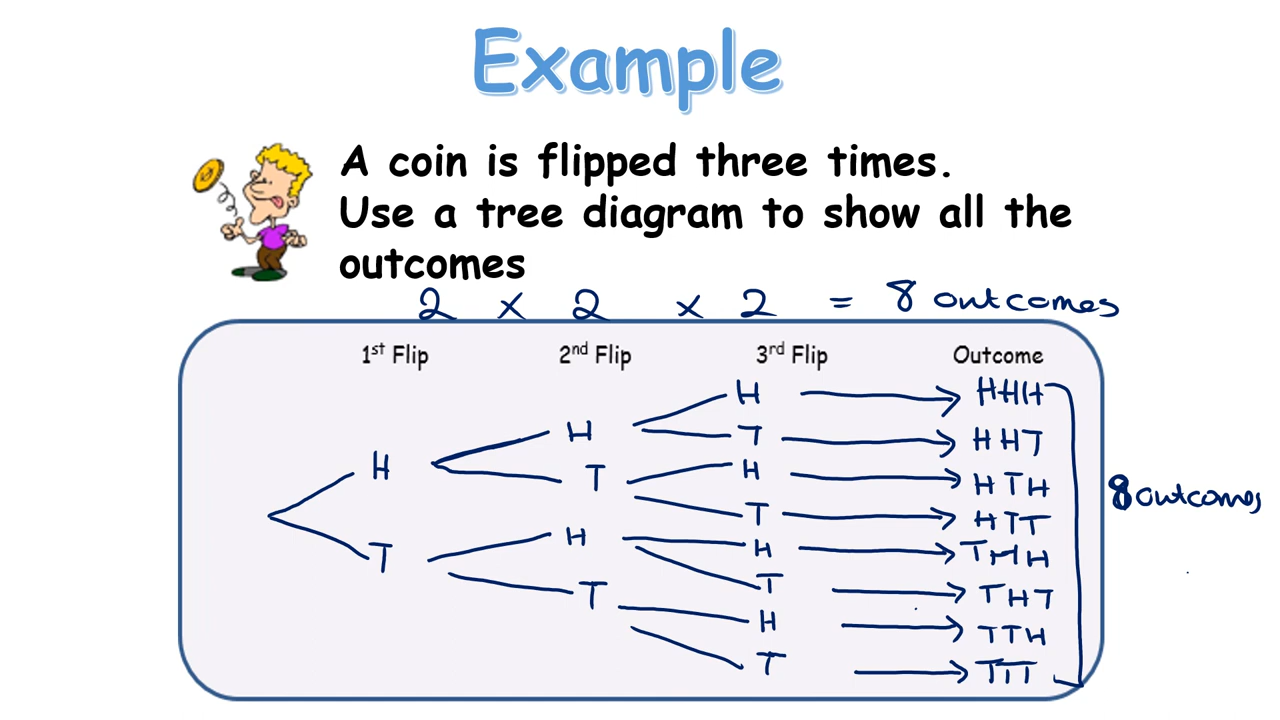 Example
A coin is flipped three times.
Use a tree diagram to show all the
outcomes
2 x 2 x 2 = 8 outcomes
1st Flip 2nd Flip 3rd Flip Outcome
H HHH
H T HHT
H T H HTH
T HTT
T H H THH
T THT
T H TTH
T TTT
8 outcomes